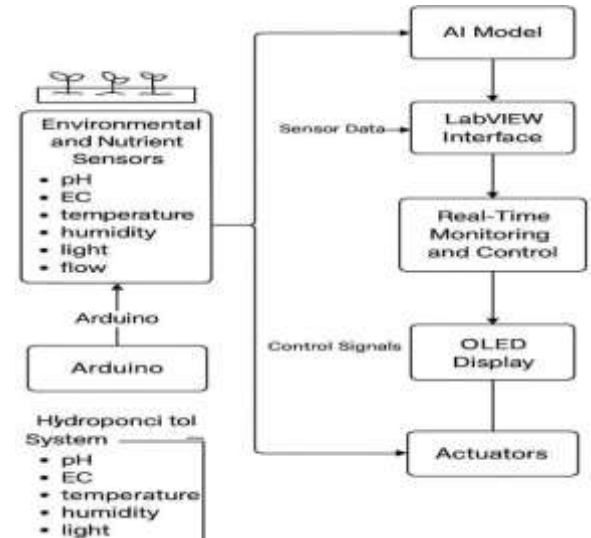 AI Model
Environmental
and Nutrient
Sensors
• pH
• EC
• temperature
• humidity
• light
• flow
Sensor Data
LabVIEW
Interface
Real-Time
Monitoring
and Control
Arduino
Arduino
Control Signals
OLED
Display
Actuators
Hydroponci tol
System
• pH
• EC
• temperature
• humidity
• light